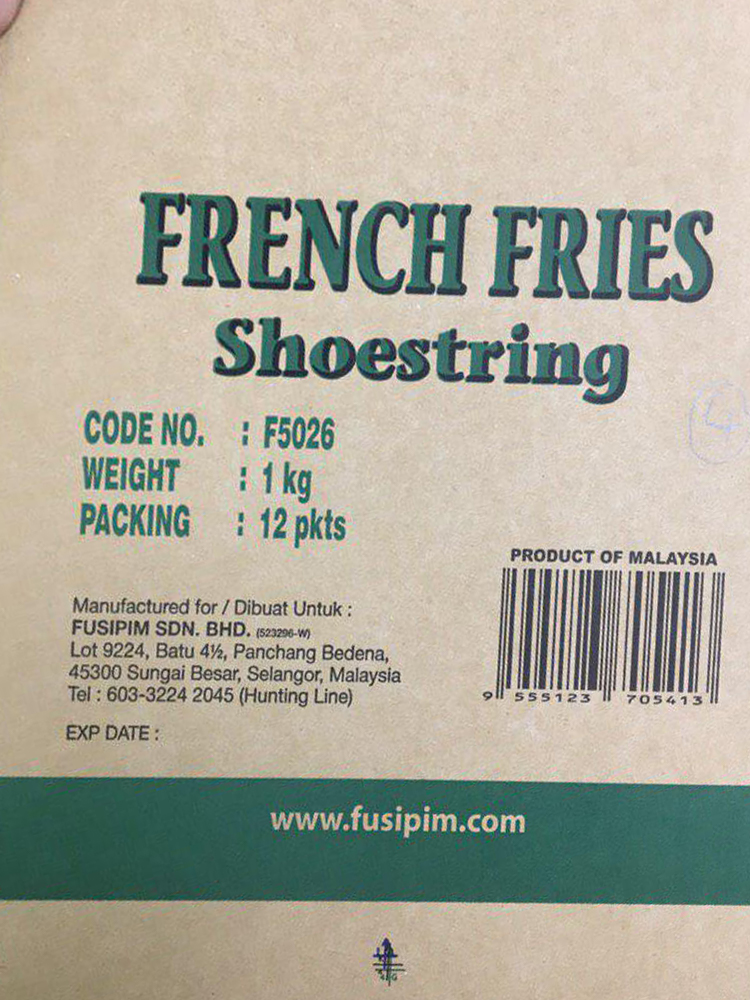 FRENCH FRIES
Shoestring
CODE NO. : F5026
WEIGHT : 1 kg
PACKING : 12 pkts
PRODUCT OF MALAYSIA
9 555123 705413
Manufactured for / Dibuat Untuk :
FUSIPIM SDN. BHD. (523296-W)
Lot 9224, Batu 4½, Panchang Bedena,
45300 Sungai Besar, Selangor, Malaysia
Tel : 603-3224 2045 (Hunting Line)
EXP DATE :
www.fusipim.com
4